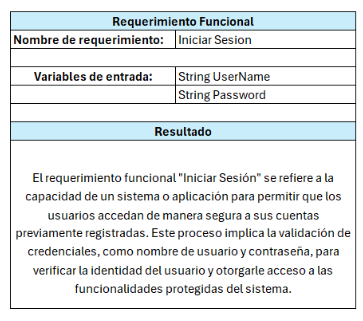 Requerimiento Funcional
Nombre de requerimiento: Iniciar Sesion
Variables de entrada: String UserName
String Password
Resultado
El requerimiento funcional "Iniciar Sesión" se refiere a la
capacidad de un sistema o aplicación para permitir que los
usuarios accedan de manera segura a sus cuentas
previamente registradas. Este proceso implica la validación de
credenciales, como nombre de usuario y contraseña, para
verificar la identidad del usuario y otorgarle acceso a las
funcionalidades protegidas del sistema.